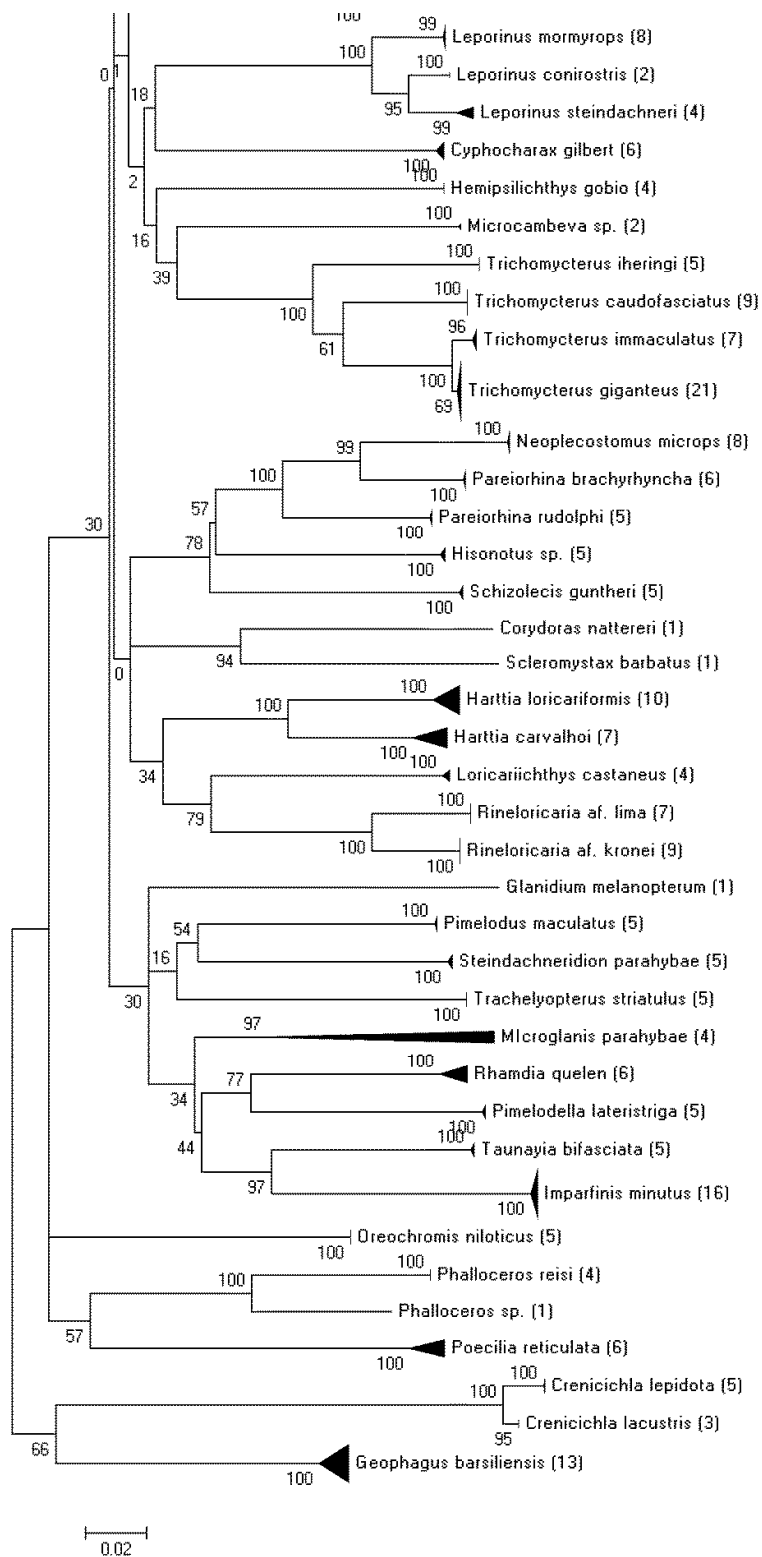 100
99
Leporinus mormyrops (8)
100
100
Leporinus conirostris (2)
0
1
18
95
Leporinus steindachneri (4)
99
Cyphocharax gilbert (6)
100
100
2
Hemipsilichthys gobio (4)
100
Microcambeva sp. (2)
16
39
100
Trichomycterus iheringi (5)
100
100
Trichomycterus caudofasciatus (9)
61
96
Trichomycterus immaculatus (7)
100
Trichomycterus giganteus (21)
69
100
Neoplecostomus microps (8)
99
100
Pareiorhina brachyrhyncha (6)
100
57
Pareiorhina rudolphi (5)
100
30
78
Hisonotus sp. (5)
100
Schizolecis guntheri (5)
100
Corydoras nattereri (1)
94
Scleromystax barbatus (1)
0
100
Harttia loricariformis (10)
100
Harttia carvalhoi (7)
100
100
34
Loricariichthys castaneus (4)
79
100
Rineloricaria af. lima (7)
100
Rineloricaria af. kronei (9)
100
Glanidium melanopterum (1)
100
Pimelodus maculatus (5)
54
16
Steindachneridion parahybae (5)
100
30
Trachelyopterus striatulus (5)
100
97
MIcroglanis parahybae (4)
100
Rhamdia quelen (6)
77
34
Pimelodella lateristriga (5)
100
100
44
Taunayia bifasciata (5)
97
Imparfinis minutus (16)
100
Oreochromis niloticus (5)
100
100
Phalloceros reisi (4)
100
Phalloceros sp. (1)
57
Poecilia reticulata (6)
100
100
Crenicichla lepidota (5)
100
Crenicichla lacustris (3)
95
66
Geophagus barsiliensis (13)
100
0.02